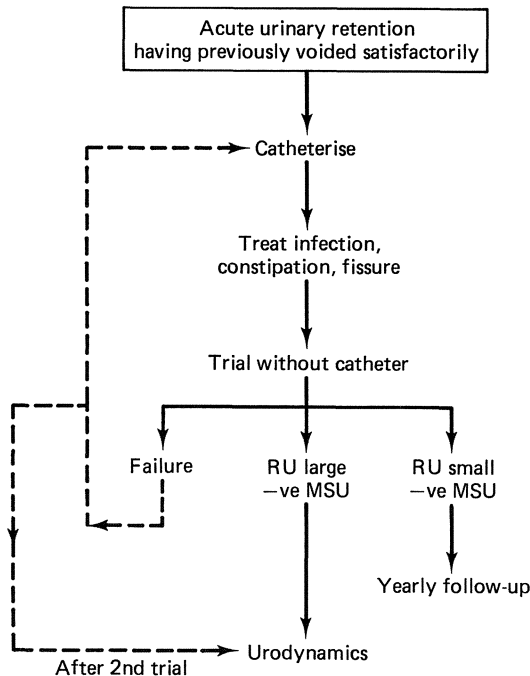 Acute urinary retention
having previously voided satisfactorily
Catheterise
Treat infection,
constipation, fissure
Trial without catheter
Failure
RU large
−ve MSU
RU small
−ve MSU
Yearly follow-up
Urodynamics
After 2nd trial